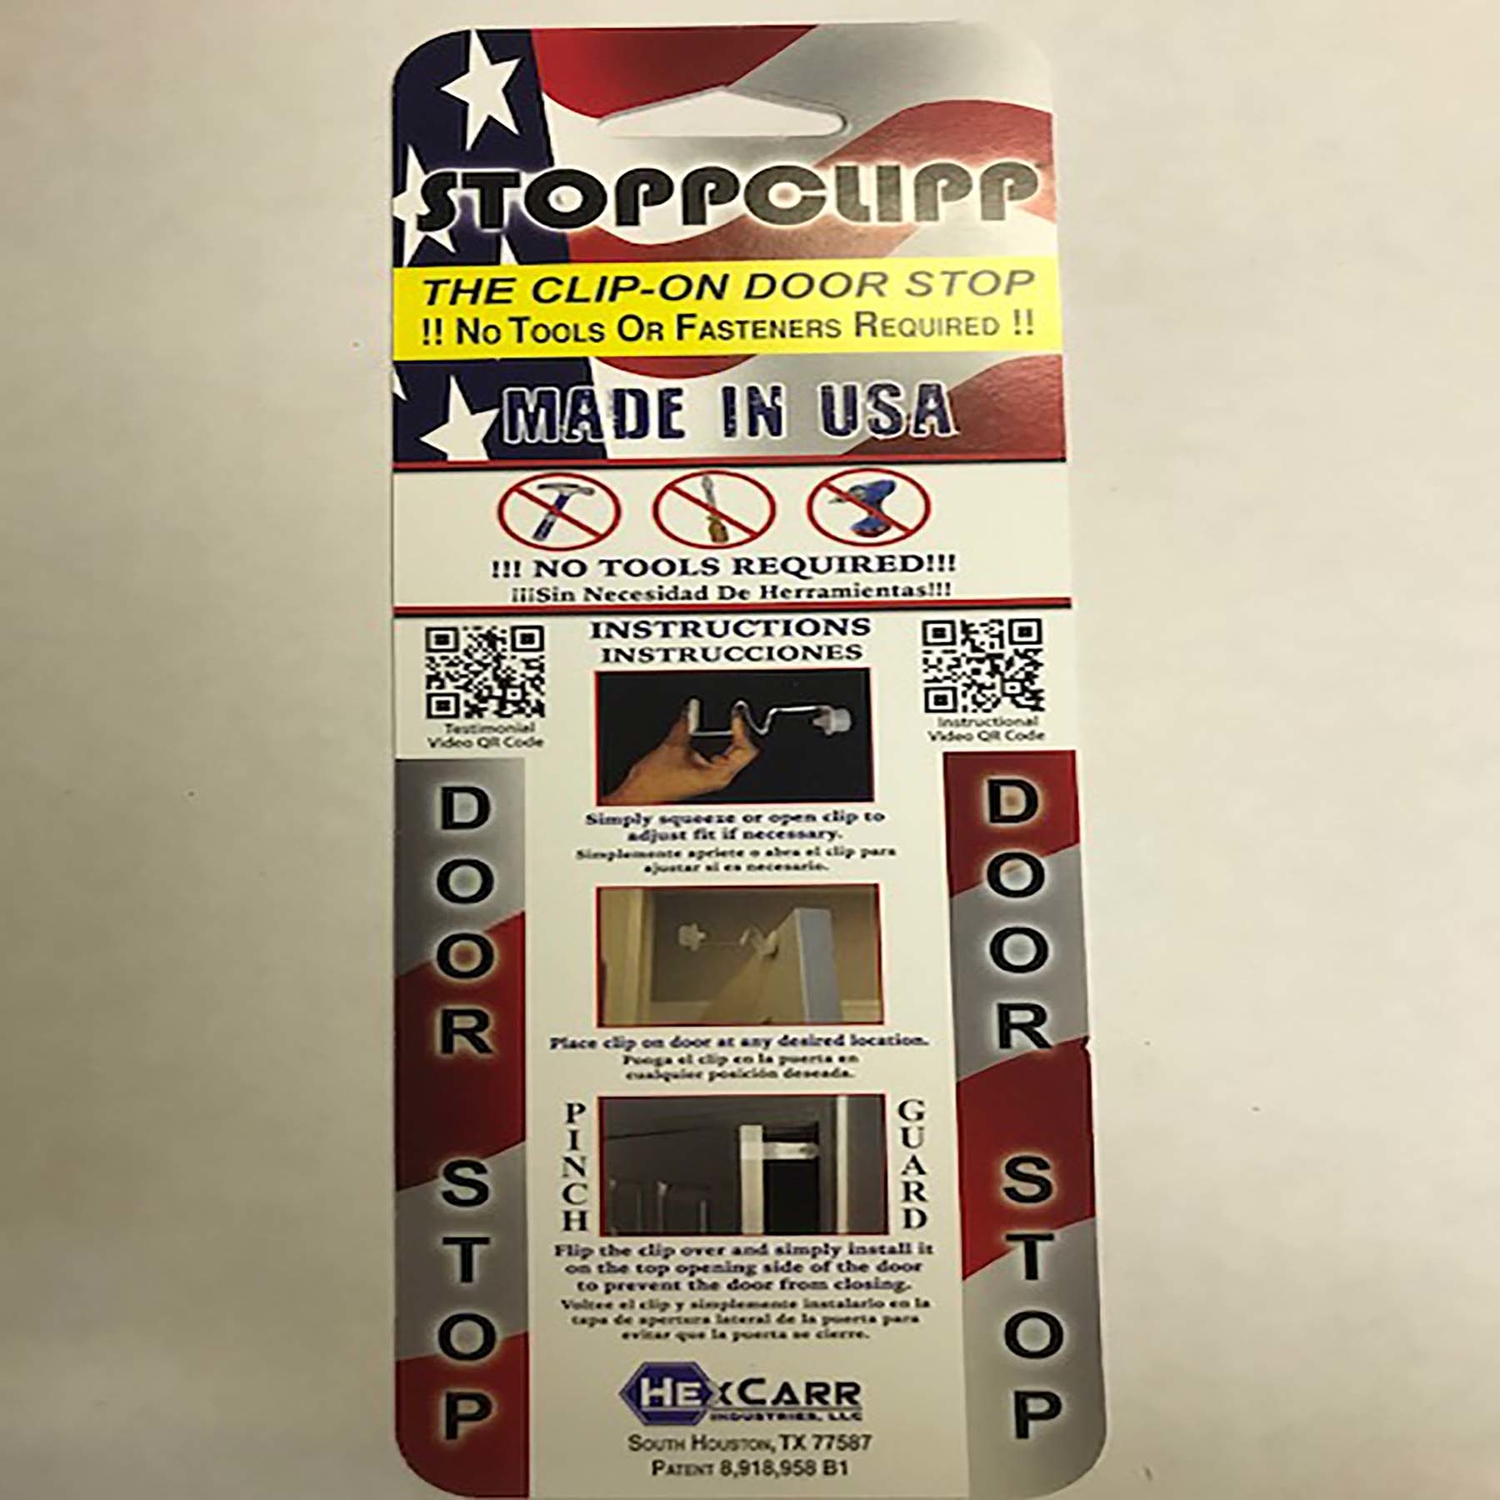 STOPPCLIPP
THE CLIP-ON DOOR STOP
!! No Tools Or Fasteners Required !!
MADE IN USA
!!! NO TOOLS REQUIRED!!!
¡¡¡Sin Necesidad De Herramientas!!!
INSTRUCTIONS
INSTRUCCIONES
Testimonial
Video QR Code
Instructional
Video QR Code
Simply squeeze or open clip to
adjust fit if necessary.
Simplemente apriete o abra el clip para
ajustar si es necesario.
Place clip on door at any desired location.
Ponga el clip en la puerta en
cualquier posición deseada.
PINCH
GUARD
Flip the clip over and simply install it
on the top opening side of the door
to prevent the door from closing.
Voltee el clip y simplemente instalarlo en la
tapa de apertura lateral de la puerta para
evitar que la puerta se cierre.
DOOR STOP
DOOR STOP
HEXCARR
INDUSTRIES, LLC
South Houston, TX 77587
Patent 8,918,958 B1